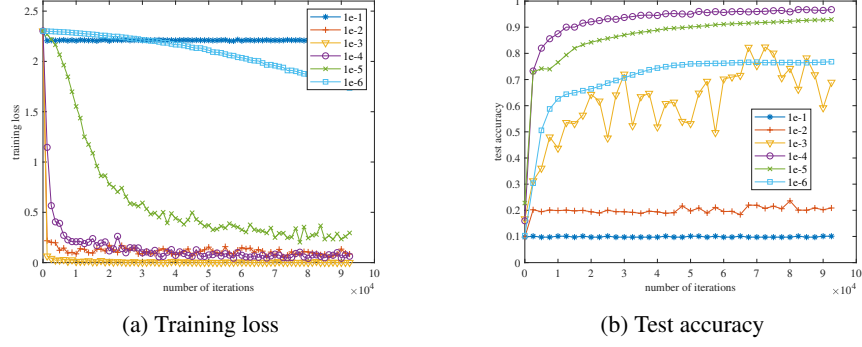 2.5
2
1.5
1
0.5
0
training loss
0 1 2 3 4 5 6 7 8 9 10
number of iterations
×10⁴
1e-1
1e-2
1e-3
1e-4
1e-5
1e-6
(a) Training loss
1
0.9
0.8
0.7
0.6
0.5
0.4
0.3
0.2
0.1
0
test accuracy
0 1 2 3 4 5 6 7 8 9 10
number of iterations
×10⁴
1e-1
1e-2
1e-3
1e-4
1e-5
1e-6
(b) Test accuracy